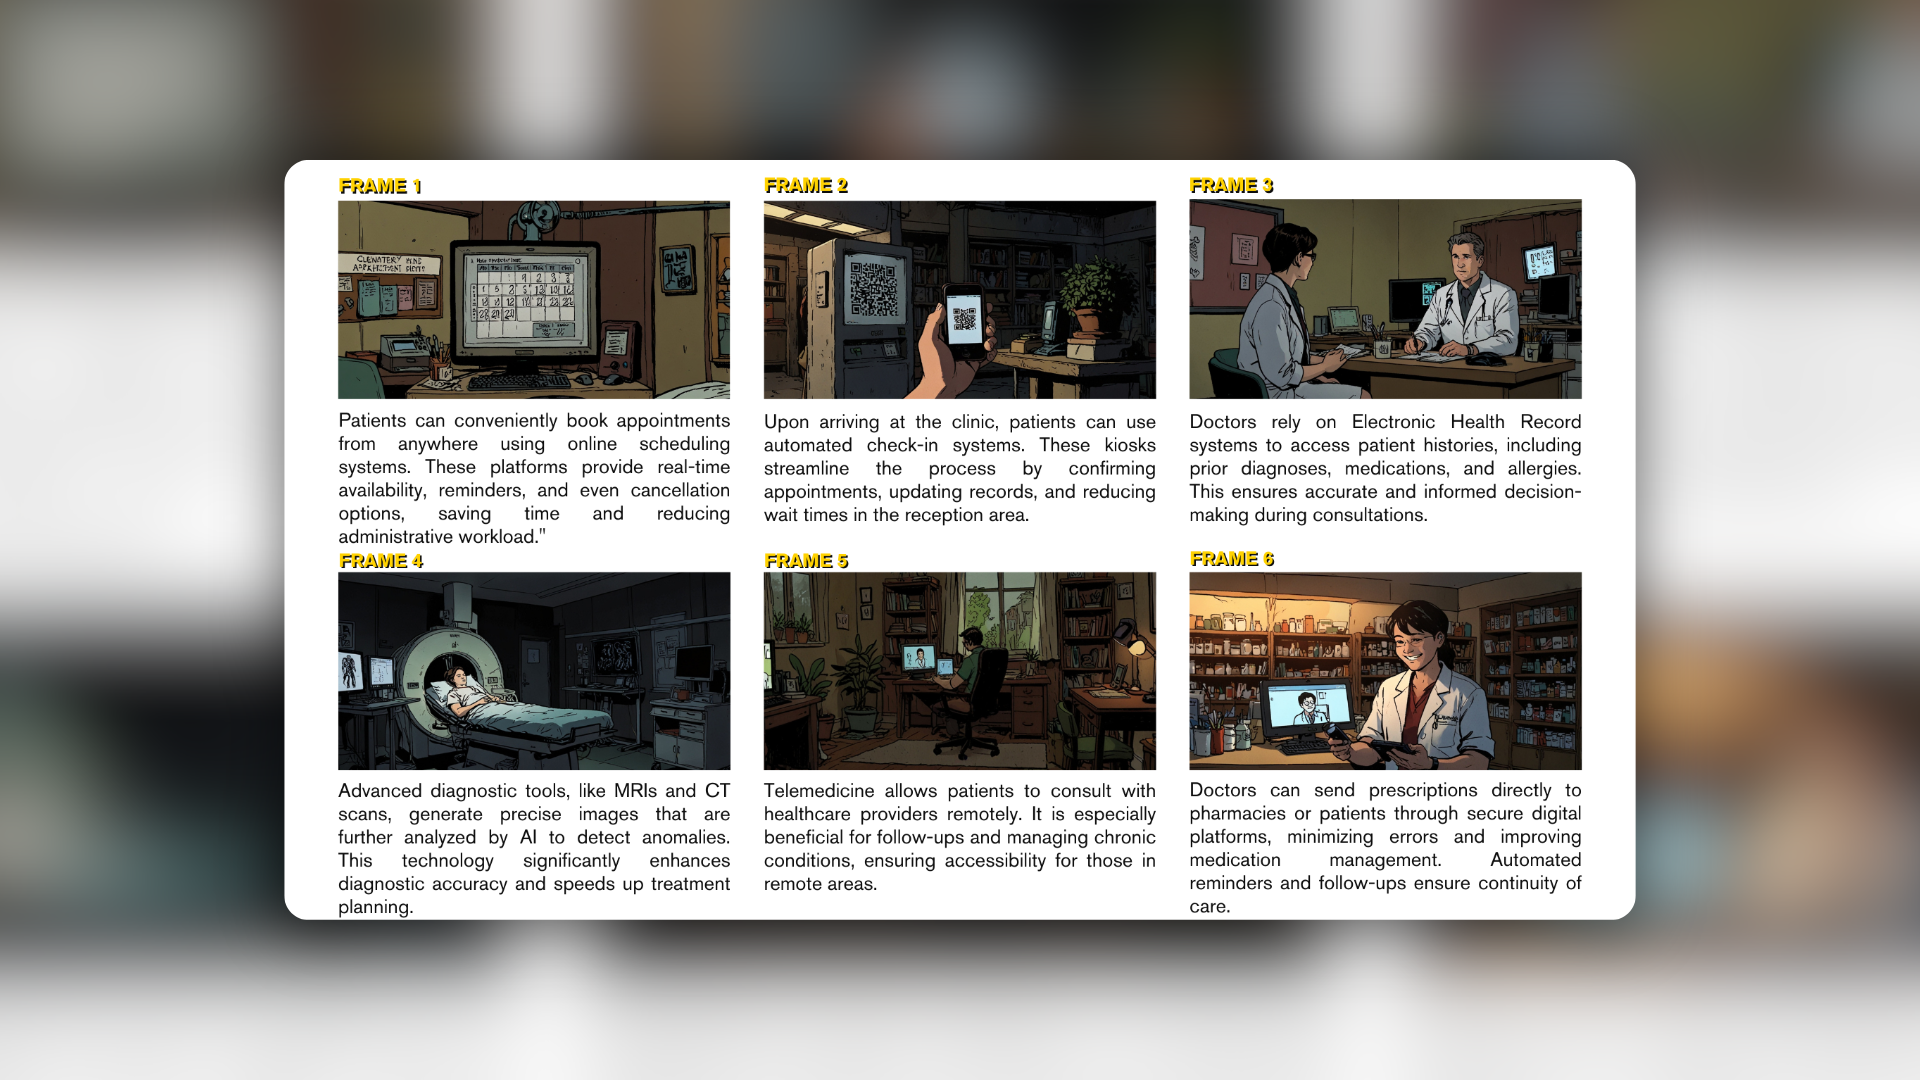 FRAME 1
Patients can conveniently book appointments
from anywhere using online scheduling
systems. These platforms provide real-time
availability, reminders, and even cancellation
options, saving time and reducing
administrative workload."
FRAME 2
Upon arriving at the clinic, patients can use
automated check-in systems. These kiosks
streamline the process by confirming
appointments, updating records, and reducing
wait times in the reception area.
FRAME 3
Doctors rely on Electronic Health Record
systems to access patient histories, including
prior diagnoses, medications, and allergies.
This ensures accurate and informed decision-
making during consultations.
FRAME 4
Advanced diagnostic tools, like MRIs and CT
scans, generate precise images that are
further analyzed by AI to detect anomalies.
This technology significantly enhances
diagnostic accuracy and speeds up treatment
planning.
FRAME 5
Telemedicine allows patients to consult with
healthcare providers remotely. It is especially
beneficial for follow-ups and managing chronic
conditions, ensuring accessibility for those in
remote areas.
FRAME 6
Doctors can send prescriptions directly to
pharmacies or patients through secure digital
platforms, minimizing errors and improving
medication management. Automated
reminders and follow-ups ensure continuity of
care.